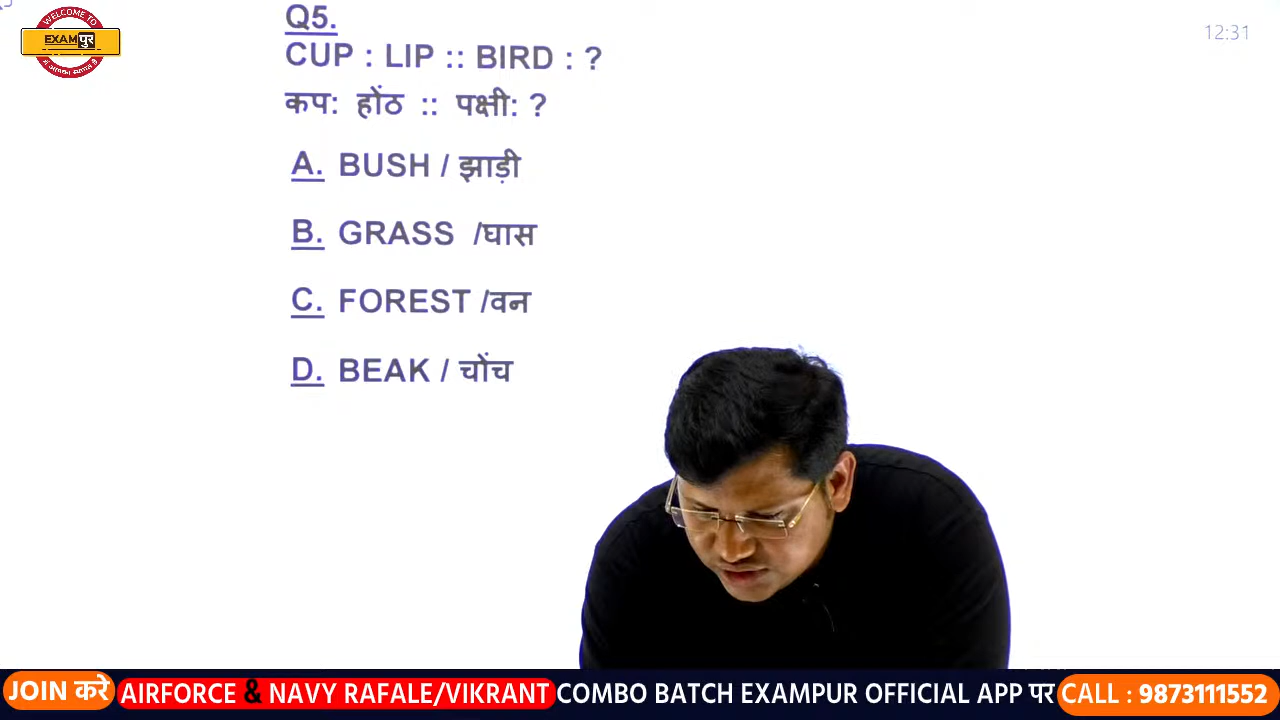 WELCOME TO
EXAMपुर
12:31
Q5.
CUP : LIP :: BIRD : ?
कप: होंठ :: पक्षी: ?
A. BUSH / झाड़ी
B. GRASS /घास
C. FOREST /वन
D. BEAK / चोंच
JOIN करे AIRFORCE & NAVY RAFALE/VIKRANT COMBO BATCH EXAMPUR OFFICIAL APP पर CALL : 9873111552